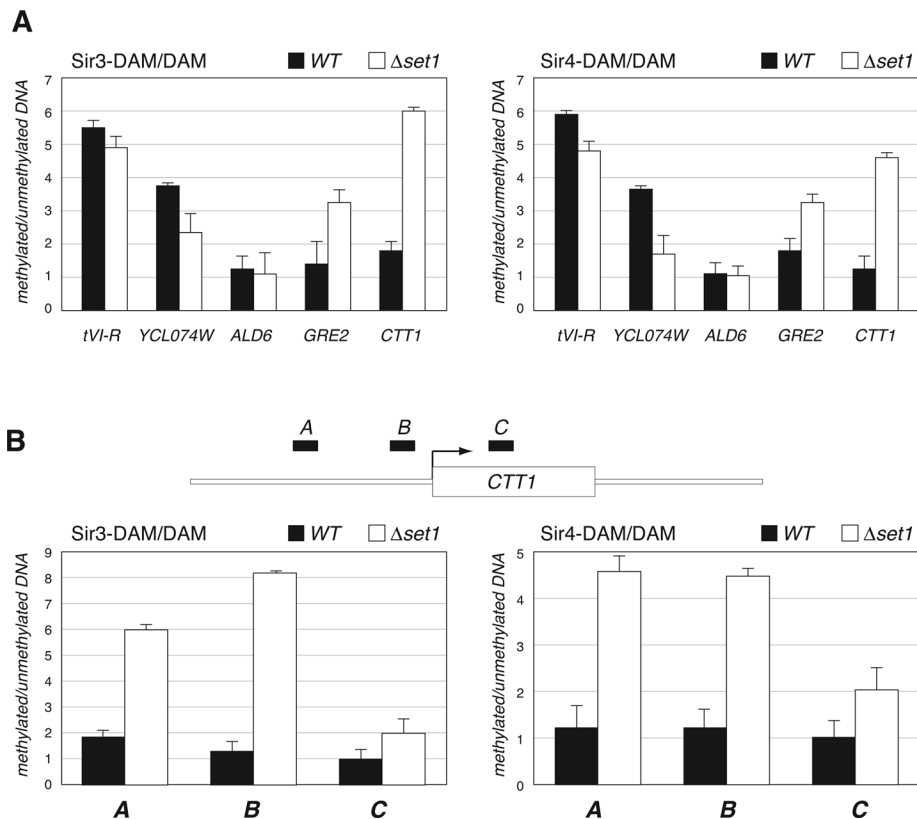 A
Sir3-DAM/DAM WT Δset1
methylated/unmethylated DNA
7
6
5
4
3
2
1
0
tVI-R YCL074W ALD6 GRE2 CTT1
Sir4-DAM/DAM WT Δset1
methylated/unmethylated DNA
7
6
5
4
3
2
1
0
tVI-R YCL074W ALD6 GRE2 CTT1
B
A B C
CTT1
Sir3-DAM/DAM WT Δset1
methylated/unmethylated DNA
9
8
7
6
5
4
3
2
1
0
A B C
Sir4-DAM/DAM WT Δset1
methylated/unmethylated DNA
5
4
3
2
1
0
A B C